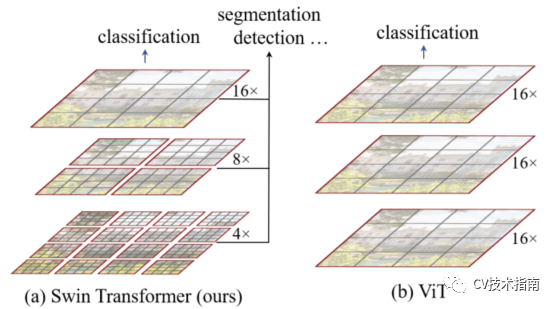 segmentation
classification
detection ...
classification
16×
8×
4×
16×
16×
16×
(a) Swin Transformer (ours)
(b) ViT
CV技术指南